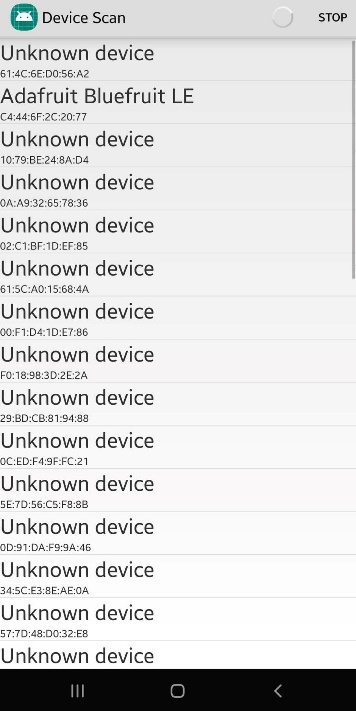 Device Scan
STOP
Unknown device
61:4C:6E:D0:56:A2
Adafruit Bluefruit LE
C4:44:6F:2C:20:77
Unknown device
10:79:BE:24:8A:D4
Unknown device
0A:A9:32:65:78:36
Unknown device
02:C1:BF:1D:EF:85
Unknown device
61:5C:A0:15:68:4A
Unknown device
00:F1:D4:1D:E7:86
Unknown device
F0:18:98:3D:2E:2A
Unknown device
29:BD:CB:81:94:88
Unknown device
0C:ED:F4:9F:FC:21
Unknown device
5E:7D:56:C5:F8:8B
Unknown device
0D:91:DA:F9:9A:46
Unknown device
34:5C:E3:8E:AE:0A
Unknown device
57:7D:48:D0:32:E8
Unknown device